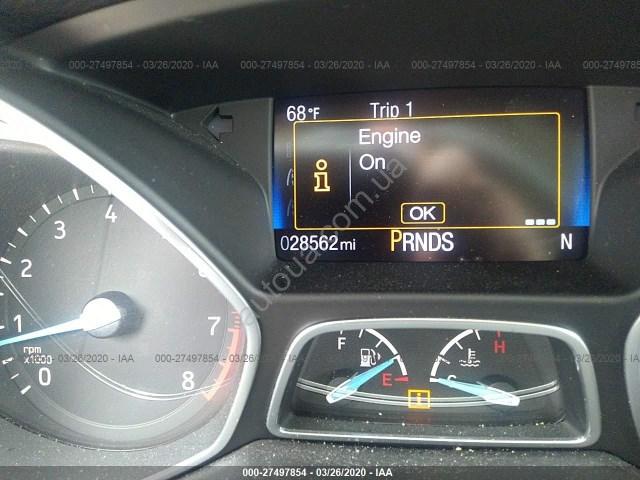 000-27497854 - 03/26/2020 - IAA
000-27497854 - 03/26/2020 - IAA
000-27497854 - 03/26/2020 - IAA
68°F Trip 1
Engine
On
i
OK
028562mi PRNDS N
autoua.com.ua
0
1
2
3
4
7
8
rpm
x1000
F
E
H
i
000-27497854 - 03/26/2020 - IAA
000-27497854 - 03/26/2020 - IAA
000-27497854 - 03/26/2020 - IAA
000-27497854 - 03/26/2020 - IAA